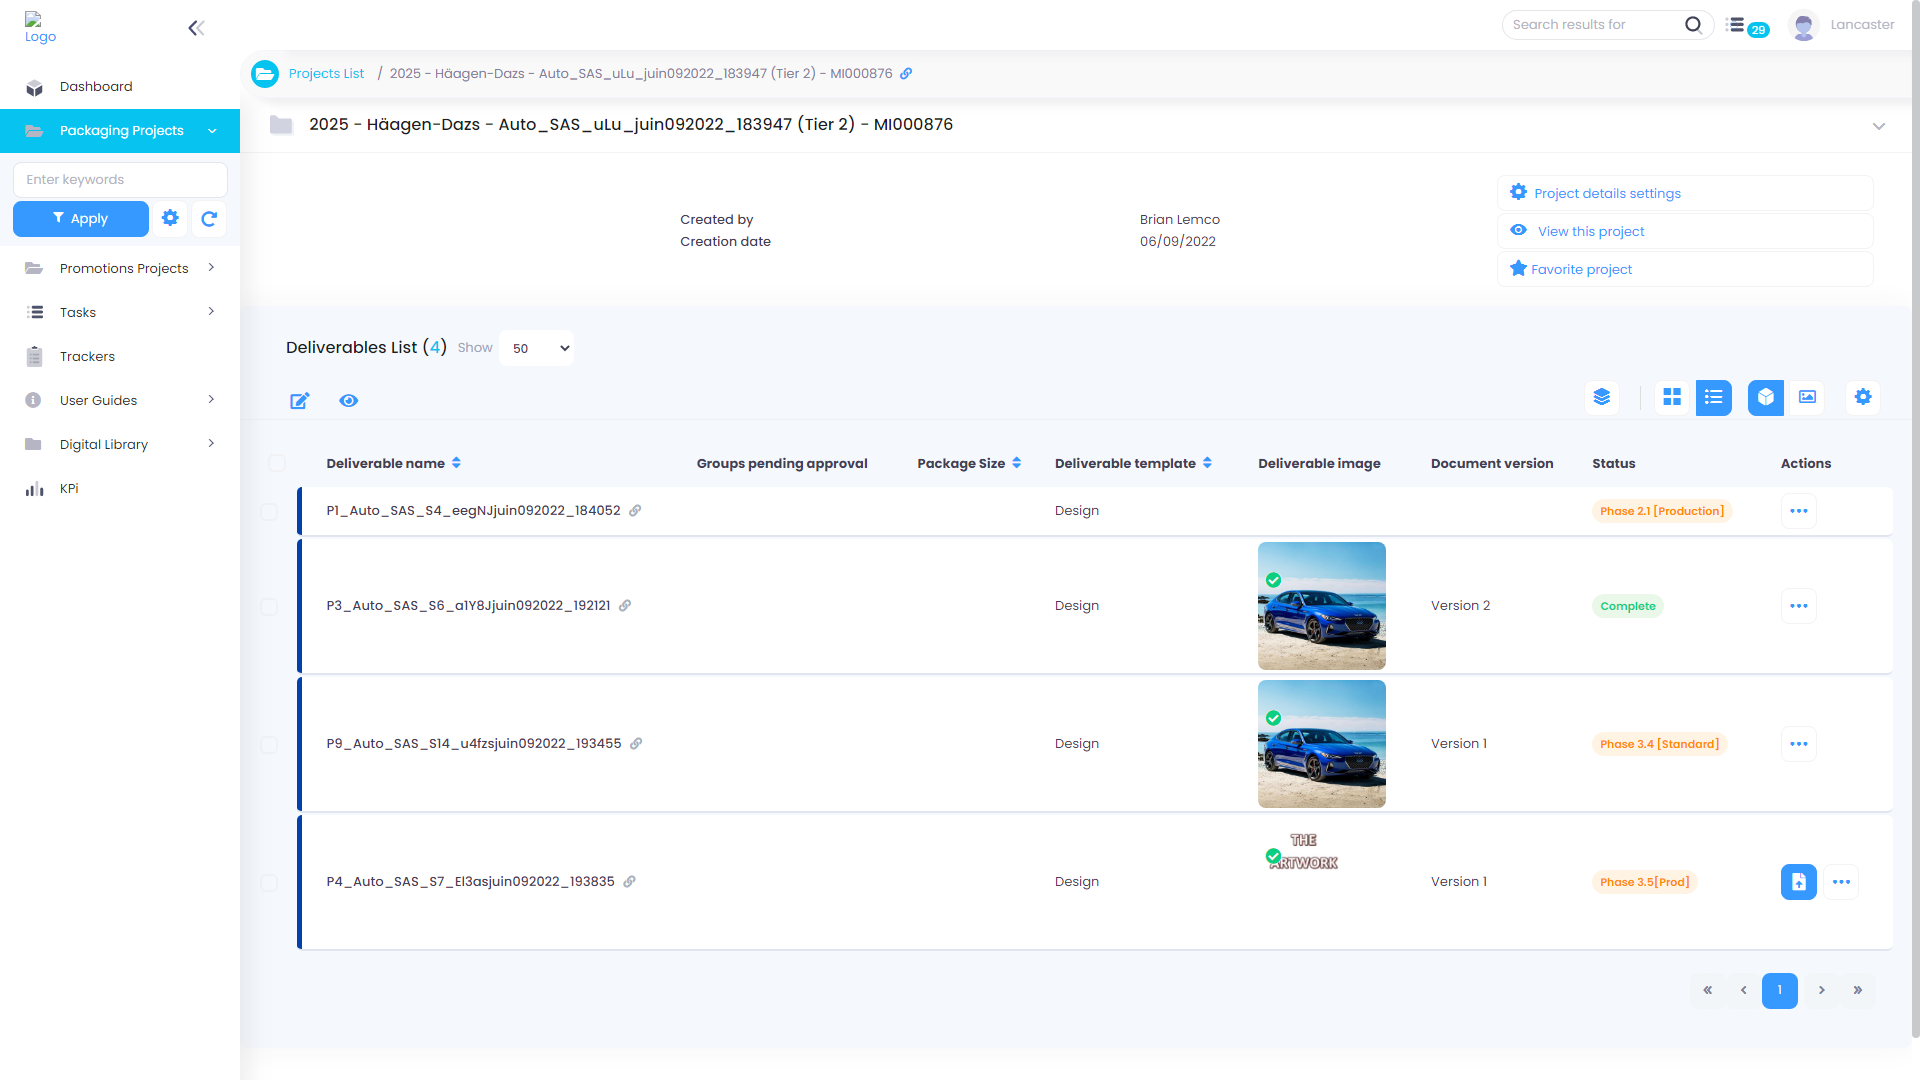 Logo
Search results for
29
Lancaster
Dashboard
Packaging Projects
Enter keywords
Apply
Promotions Projects
Tasks
Trackers
User Guides
Digital Library
KPi
Projects List / 2025 - Häagen-Dazs - Auto_SAS_uLu_juin092022_183947 (Tier 2) - MI000876
2025 - Häagen-Dazs - Auto_SAS_uLu_juin092022_183947 (Tier 2) - MI000876
Created by Brian Lemco
Creation date 06/09/2022
Project details settings
View this project
Favorite project
Deliverables List (4) Show 50
Deliverable name Groups pending approval Package Size Deliverable template Deliverable image Document version Status Actions
P1_Auto_SAS_S4_eegNJjuin092022_184052 Design Phase 2.1 [Production]
P3_Auto_SAS_S6_a1Y8Jjuin092022_192121 Design Version 2 Complete
P9_Auto_SAS_S14_u4fzsjuin092022_193455 Design Version 1 Phase 3.4 [Standard]
THE
ARTWORK
P4_Auto_SAS_S7_El3asjuin092022_193835 Design Version 1 Phase 3.5[Prod]
« ‹ 1 › »